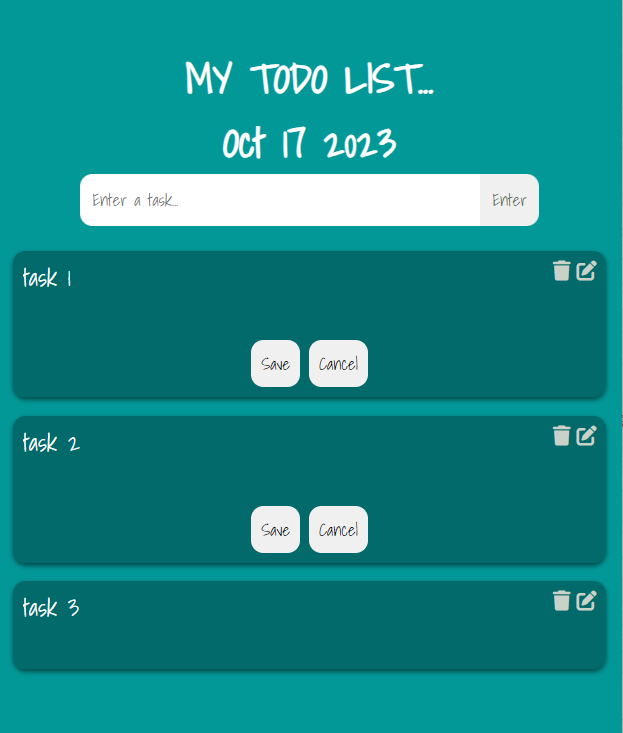 MY TODO LIST...
Oct 17 2023
Enter a task... Enter
task 1
Save Cancel
task 2
Save Cancel
task 3